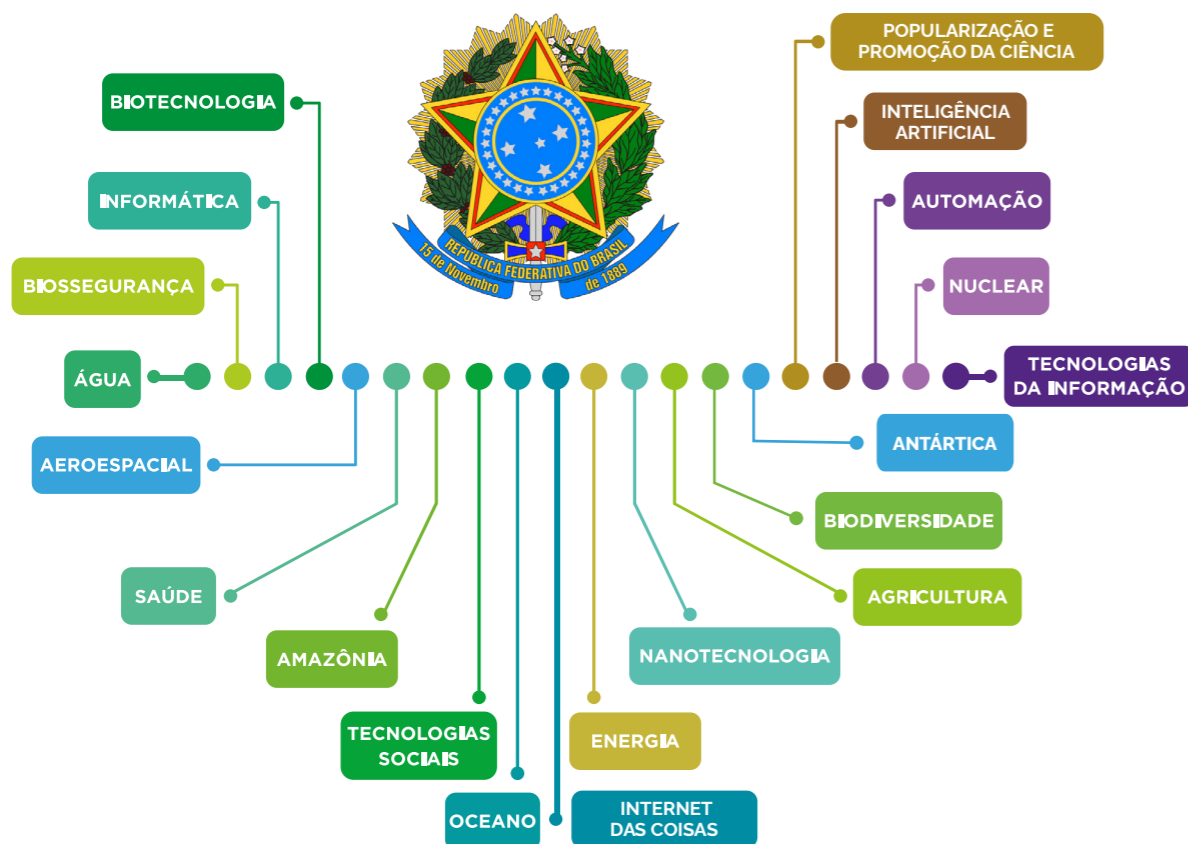 POPULARIZAÇÃO E
PROMOÇÃO DA CIÊNCIA
BIOTECNOLOGIA
INTELIGÊNCIA
ARTIFICIAL
INFORMÁTICA
AUTOMAÇÃO
REPÚBLICA FEDERATIVA DO BRASIL
15 de Novembro
de 1889
BIOSSEGURANÇA
NUCLEAR
ÁGUA
TECNOLOGIAS
DA INFORMAÇÃO
AEROESPACIAL
ANTÁRTICA
BIODIVERSIDADE
SAÚDE
AGRICULTURA
AMAZÔNIA
NANOTECNOLOGIA
TECNOLOGIAS
SOCIAIS
ENERGIA
OCEANO
INTERNET
DAS COISAS